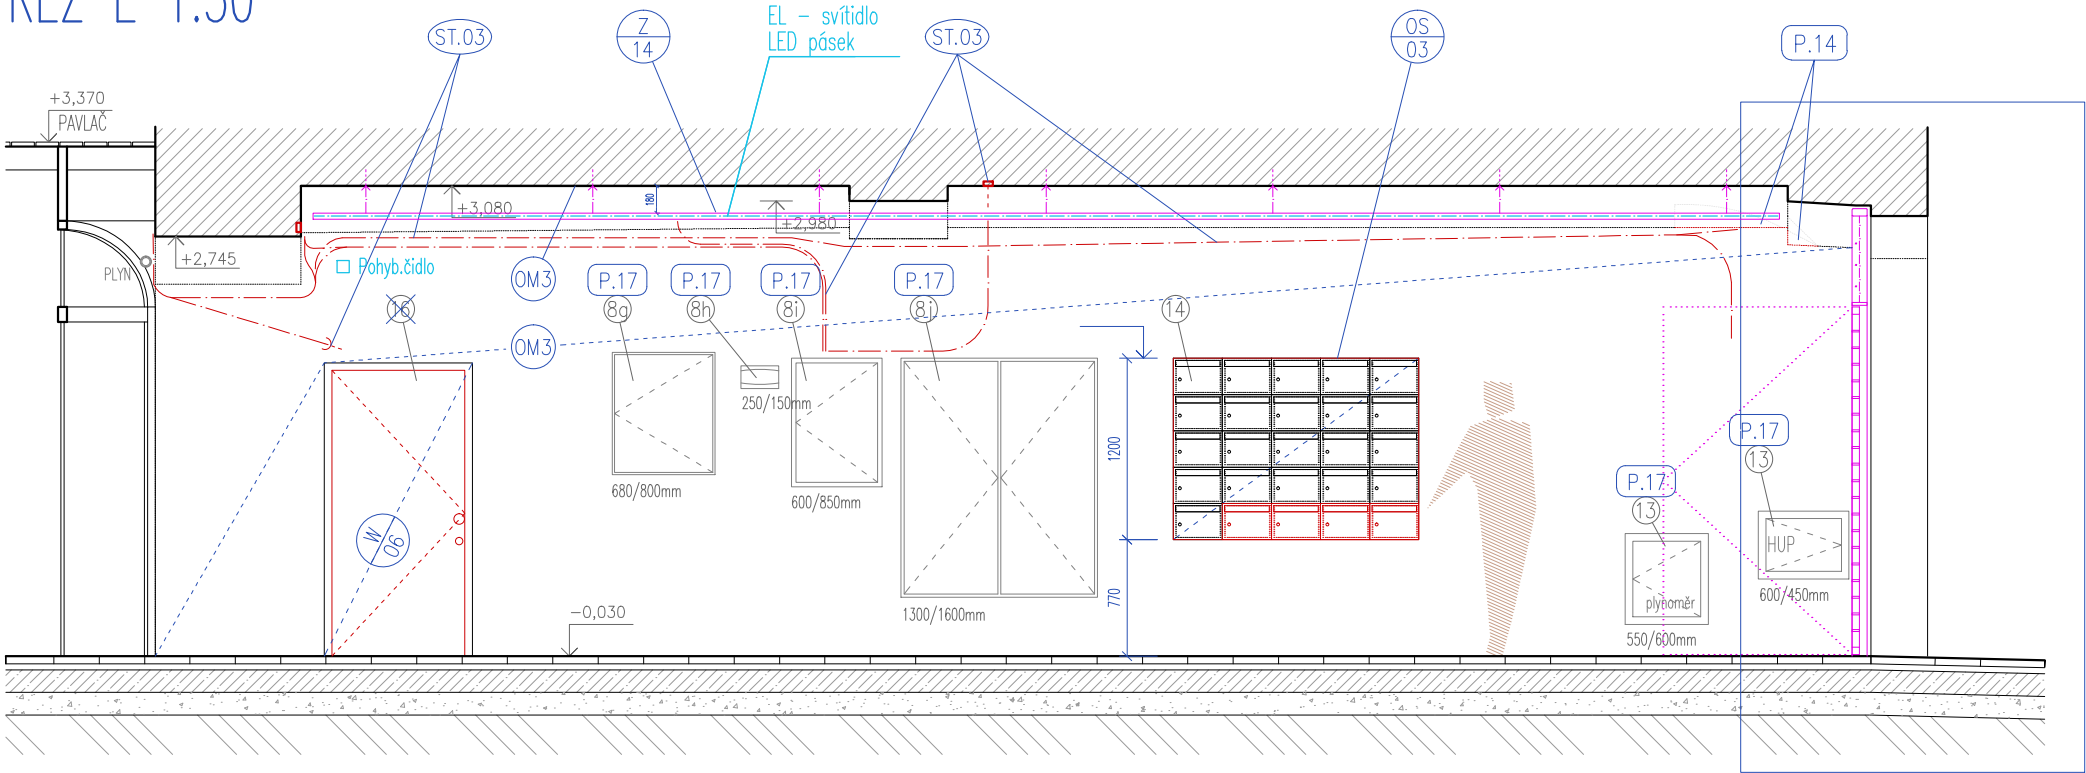 ŘEZ E 1:50
ST.03
Z
14
EL - svítidlo
LED pásek
ST.03
OS
03
P.14
+3,370
PAVLAČ
180
+3,080
+2,980
+2,745
PLYN
Pohyb.čidlo
OM3
P.17
P.17
P.17
P.17
16
8g
8h
8i
8j
14
OM3
250/150mm
680/800mm
600/850mm
1200
P.17
13
P.17
13
W
06
HUP
770
-0,030
1300/1600mm
plynoměr
600/450mm
550/600mm